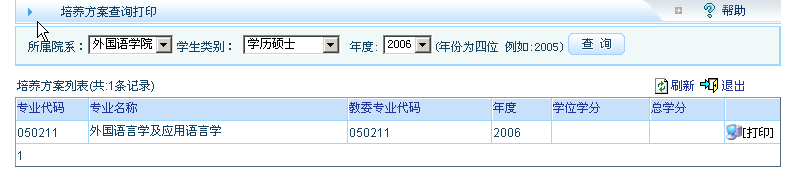 培养方案查询打印 帮助
所属院系：外国语学院 学生类别： 学历硕士 年度: 2006 (年份为四位 例如:2005) 查 询
培养方案列表(共:1条记录) 刷新 退出
专业代码 专业名称 教委专业代码 年度 学位学分 总学分
050211 外国语言学及应用语言学 050211 2006 [打印]
1